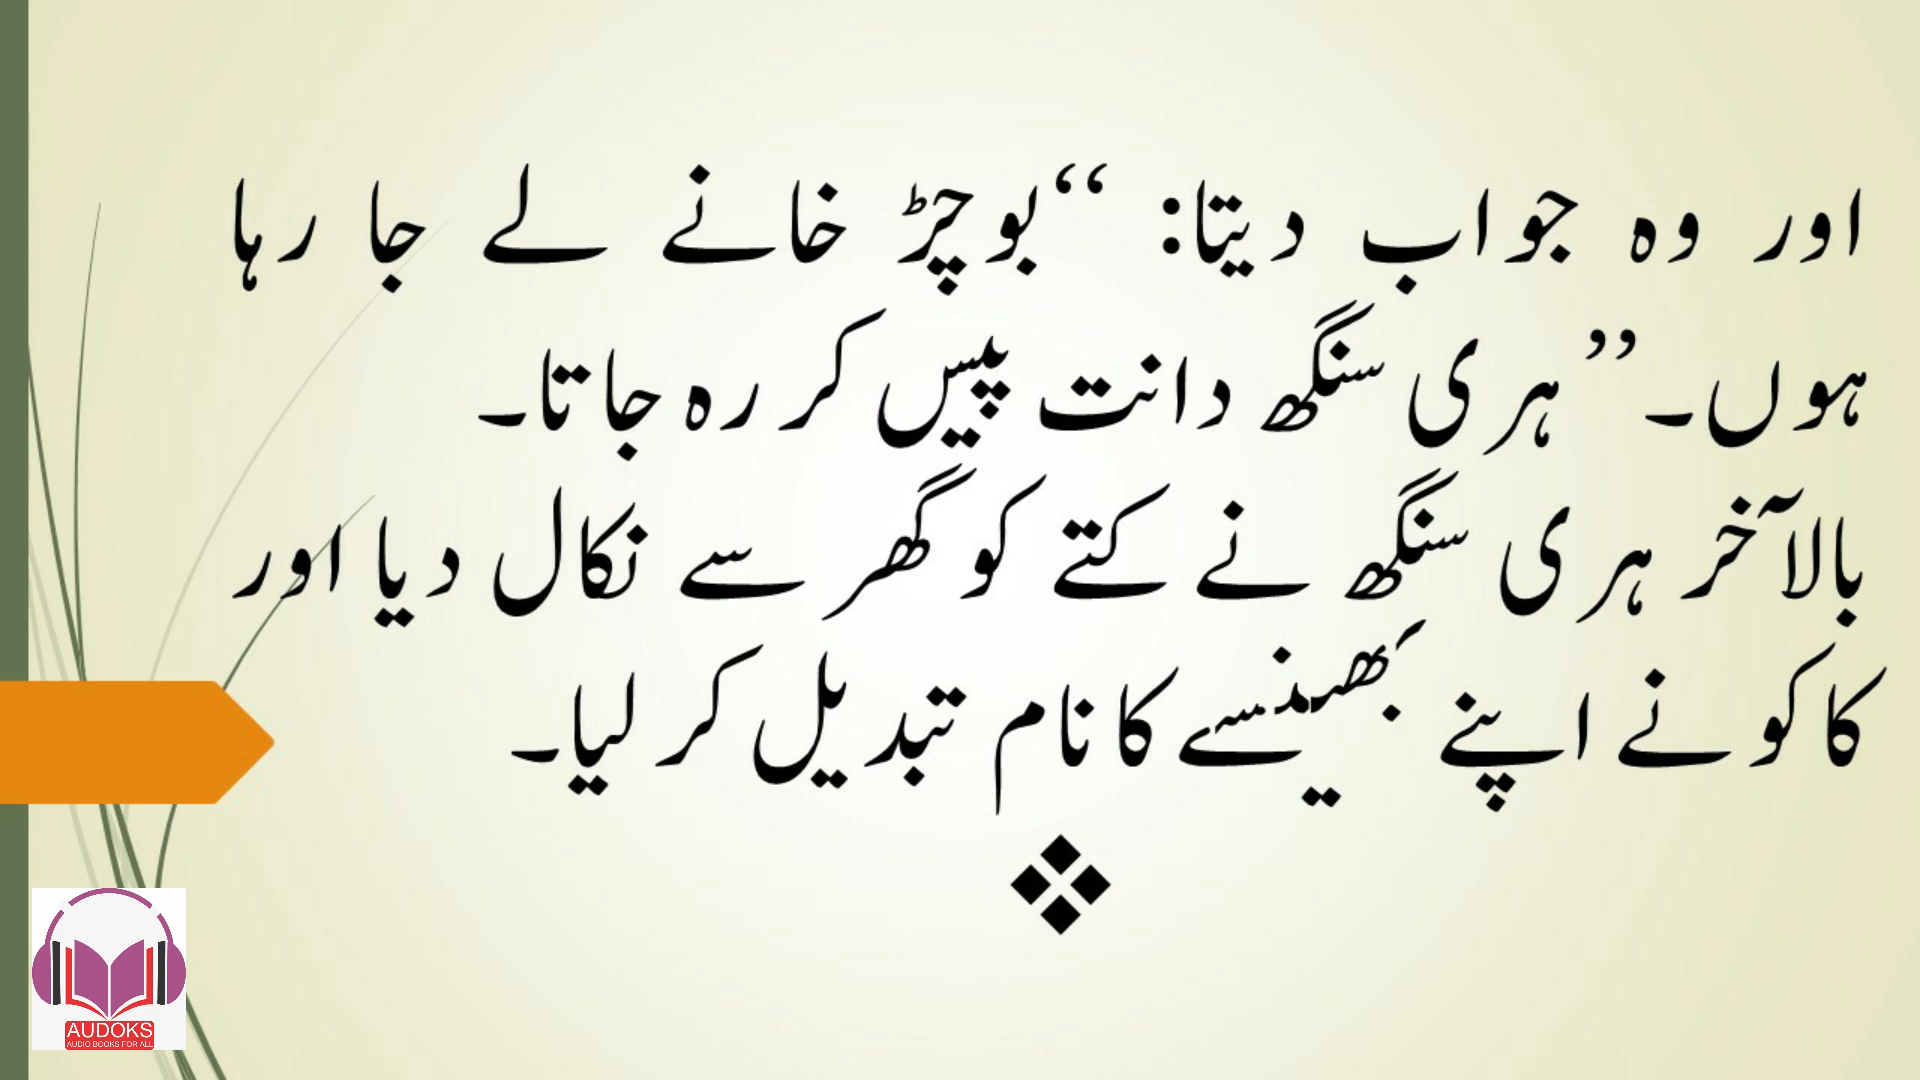 اور وہ جواب دیتا: “بوچڑ خانے لے جا رہا
ہوں۔” ہری سنگھ دانت پیس کر رہ جاتا۔
بالآخر ہری سنگھ نے کتے کو گھر سے نکال دیا اور
کاکو نے اپنے بھینسے کا نام تبدیل کر لیا۔
AUDOKS
AUDIO BOOKS FOR ALL